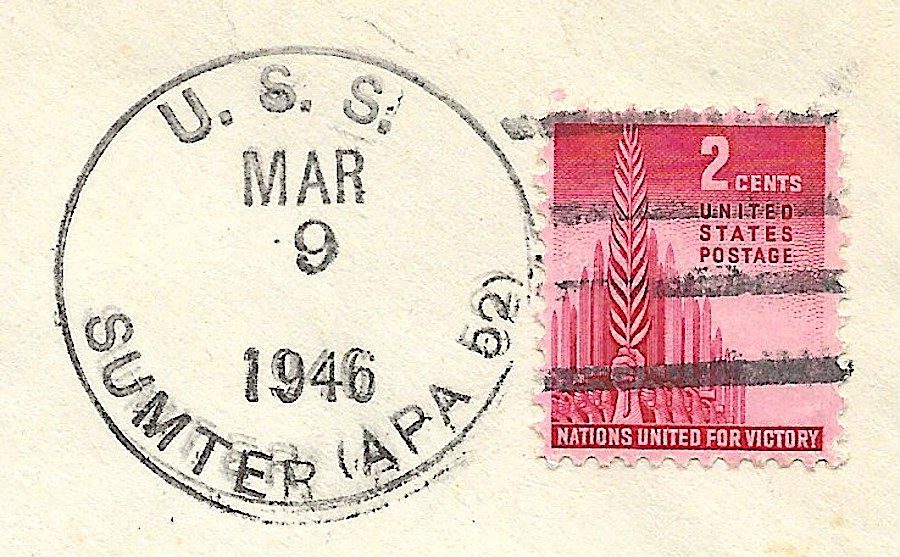 U. S. S.
MAR
9
1946
SUMTER (APA 52)
2 CENTS
UNITED
STATES
POSTAGE
NATIONS UNITED FOR VICTORY